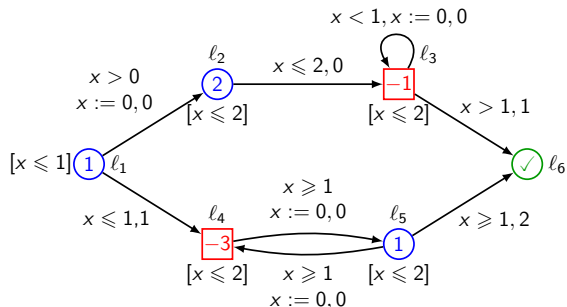 x < 1, x := 0, 0
ℓ₂
ℓ₃
x > 0
x := 0, 0
x ⩽ 2, 0
2
−1
[x ⩽ 2]
[x ⩽ 2]
x > 1, 1
[x ⩽ 1]
1
ℓ₁
✓
ℓ₆
x ⩽ 1,1
ℓ₄
x ⩾ 1
x := 0, 0
ℓ₅
x ⩾ 1, 2
−3
1
[x ⩽ 2]
x ⩾ 1
x := 0, 0
[x ⩽ 2]